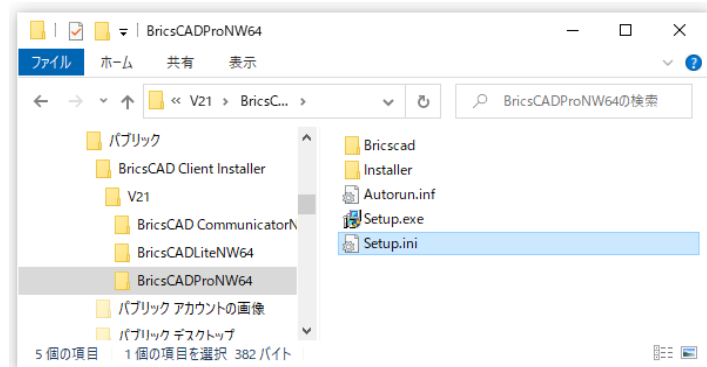 BricsCADProNW64
ファイル ホーム 共有 表示
« V21 › BricsC... › BricsCADProNW64の検索
パブリック
BricsCAD Client Installer
V21
BricsCAD CommunicatorN
BricsCADLiteNW64
BricsCADProNW64
パブリック アカウントの画像
パブリック デスクトップ
Bricscad
Installer
Autorun.inf
Setup.exe
Setup.ini
5 個の項目 1 個の項目を選択 382 バイト